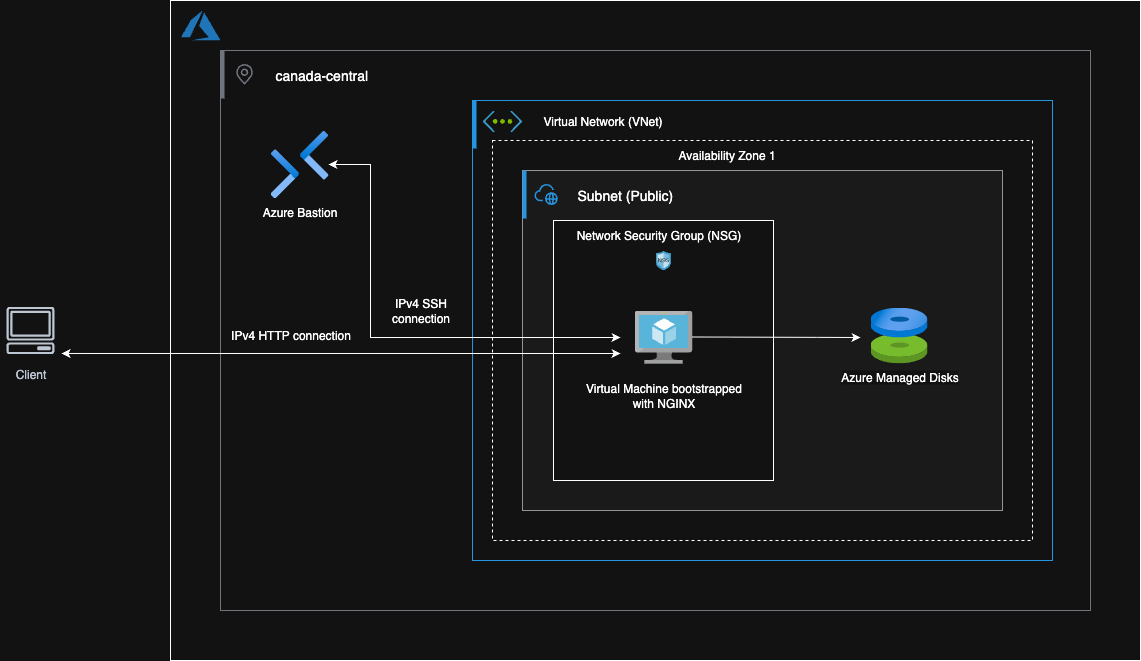 canada-central
Virtual Network (VNet)
Availability Zone 1
Subnet (Public)
Network Security Group (NSG)
NSG
Azure Bastion
IPv4 SSH
connection
IPv4 HTTP connection
Client
Virtual Machine bootstrapped
with NGINX
Azure Managed Disks